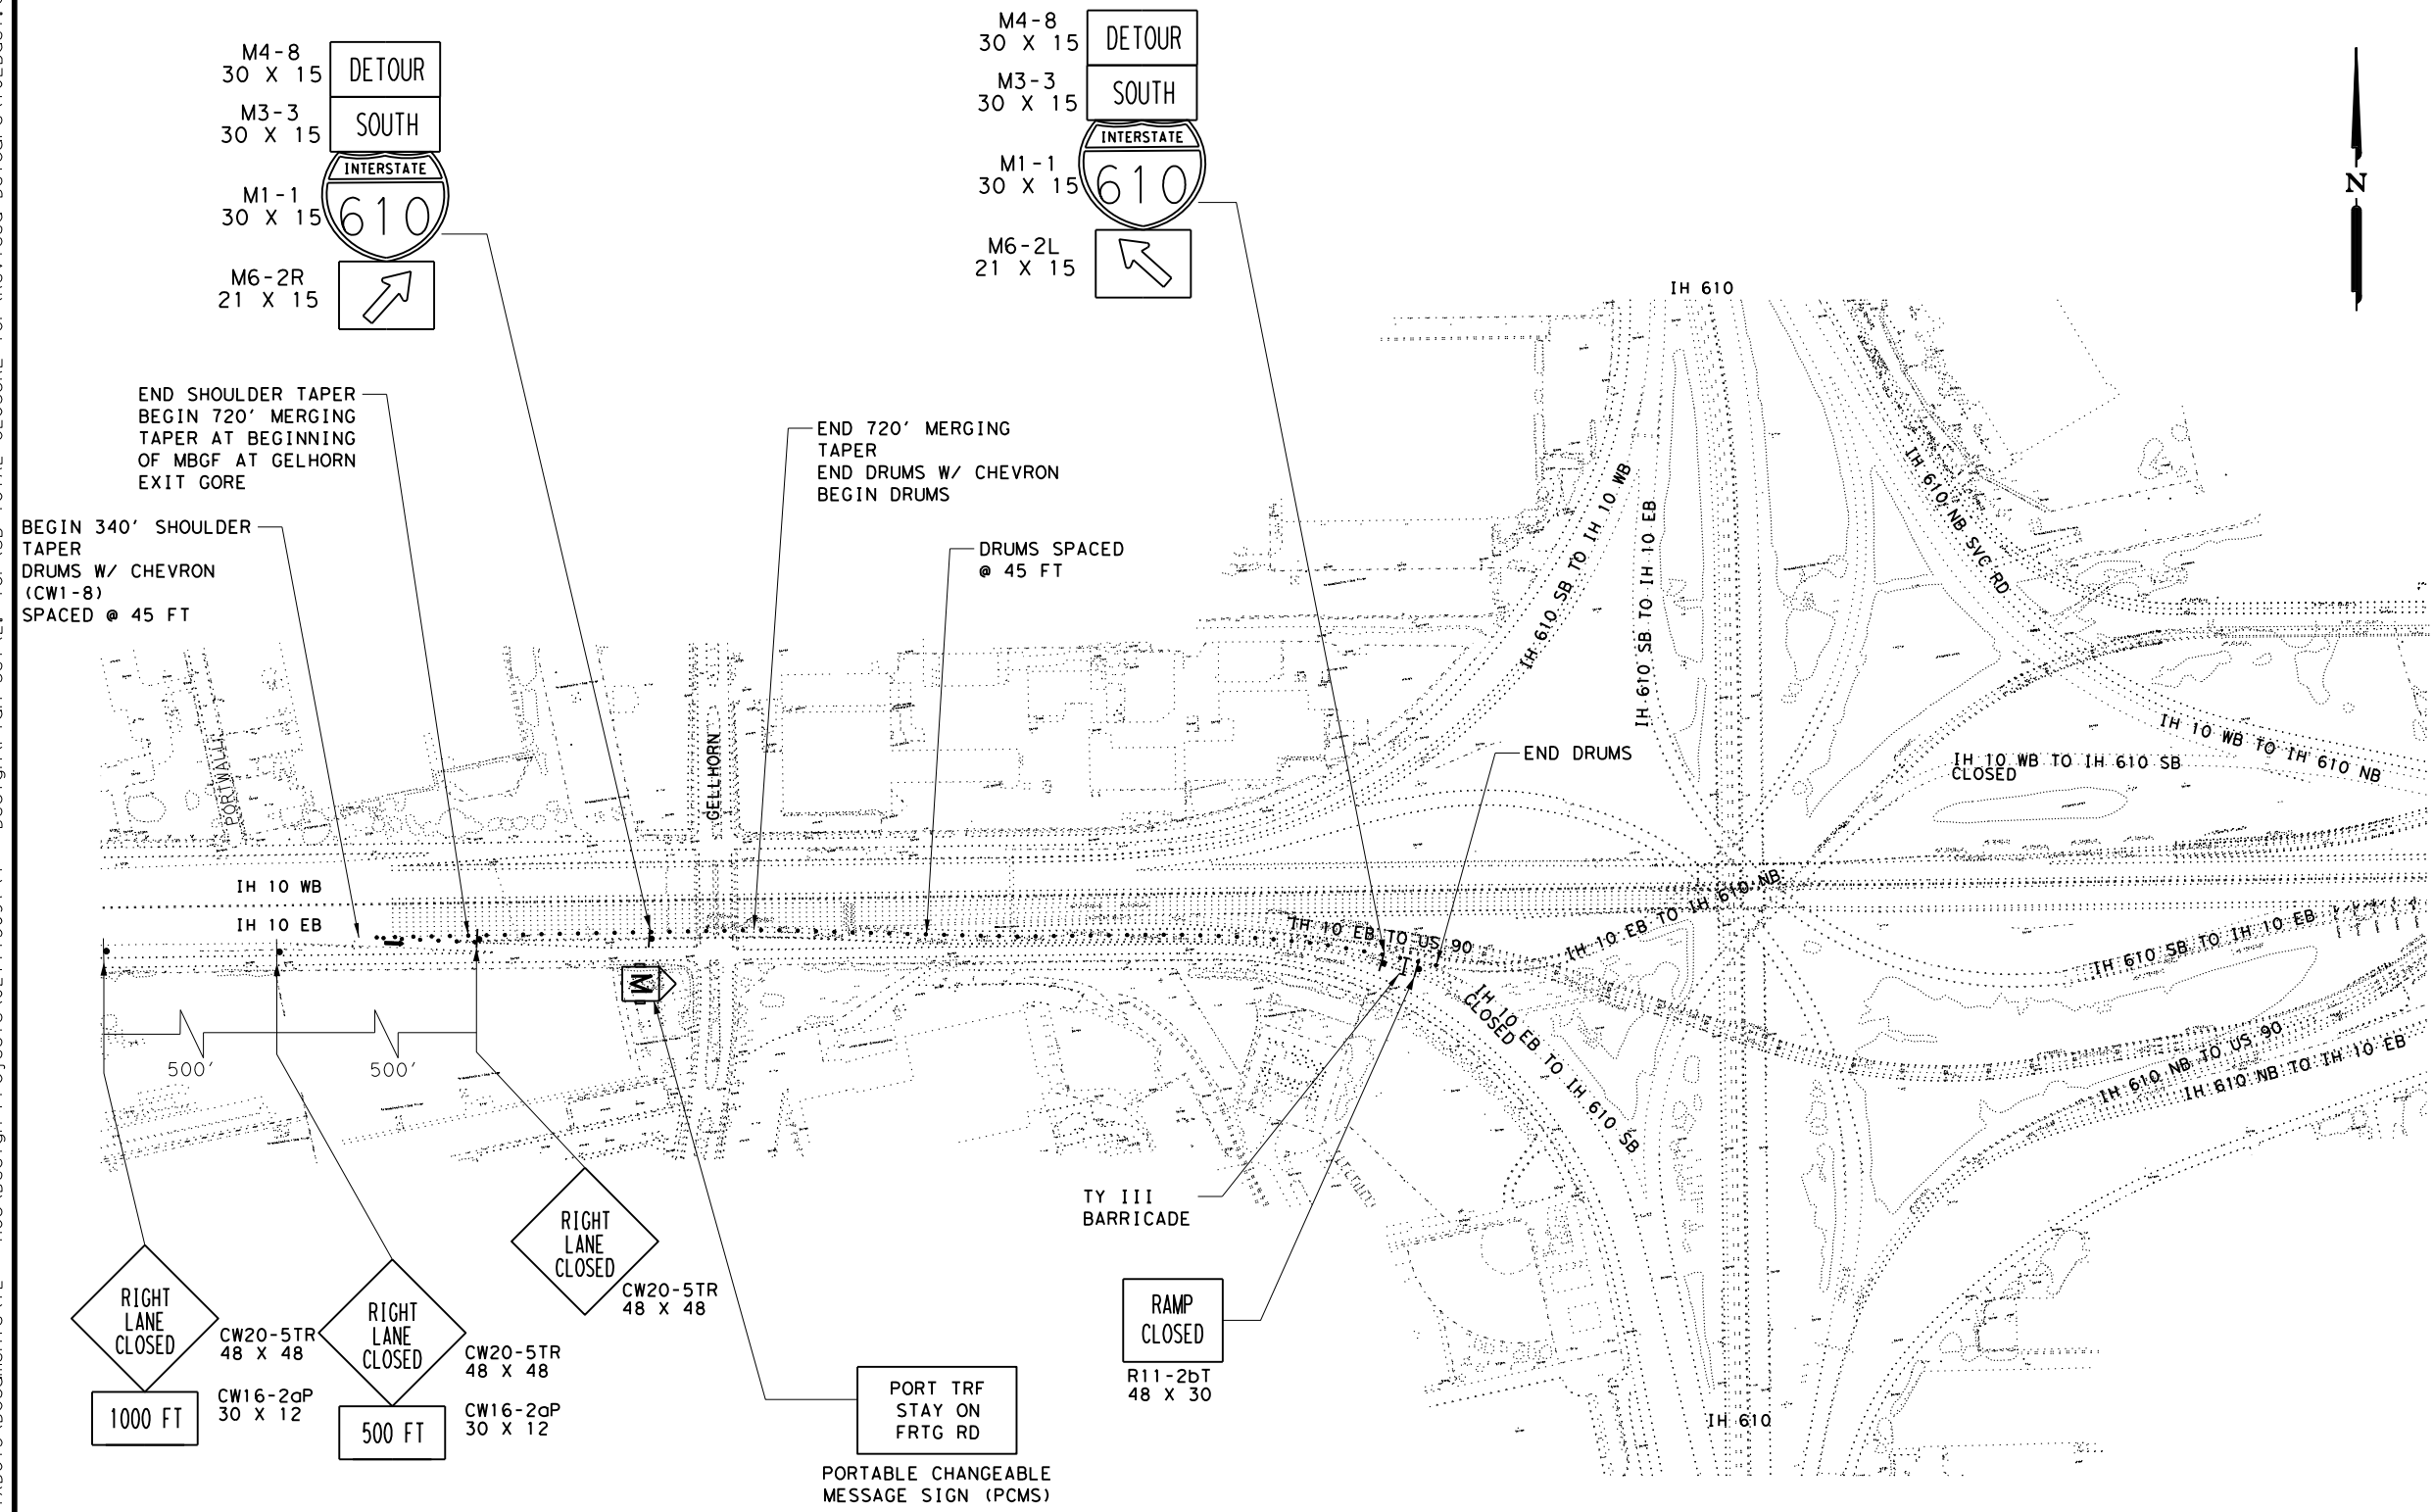 M4-8
30 X 15
DETOUR
M3-3
30 X 15
SOUTH
INTERSTATE
M1-1
30 X 15
610
M6-2R
21 X 15
M4-8
30 X 15
DETOUR
M3-3
30 X 15
SOUTH
INTERSTATE
M1-1
30 X 15
610
M6-2L
21 X 15
N
END SHOULDER TAPER
BEGIN 720' MERGING
TAPER AT BEGINNING
OF MBGF AT GELHORN
EXIT GORE
BEGIN 340' SHOULDER
TAPER
DRUMS W/ CHEVRON
(CW1-8)
SPACED @ 45 FT
END 720' MERGING
TAPER
END DRUMS W/ CHEVRON
BEGIN DRUMS
DRUMS SPACED
@ 45 FT
END DRUMS
IH 610
IH 610 SB TO IH 10 WB
IH 610 SB TO IH 10 EB
IH 610 NB SVC RD
IH 10 WB TO IH 610 NB
IH 10 WB TO IH 610 SB
CLOSED
PORTWALL
GELLHORN
IH 10 WB
IH 10 EB
IH 10 EB TO US 90
IH 10 EB TO IH 610 NB
IH 610 SB TO IH 10 EB
IH 10 EB TO IH 610 SB
CLOSED
IH 610 NB TO US 90
IH 610 NB TO IH 10 EB
M
500'
500'
RIGHT
LANE
CLOSED
CW20-5TR
48 X 48
1000 FT
CW16-2aP
30 X 12
RIGHT
LANE
CLOSED
CW20-5TR
48 X 48
500 FT
CW16-2aP
30 X 12
RIGHT
LANE
CLOSED
CW20-5TR
48 X 48
PORT TRF
STAY ON
FRTG RD
PORTABLE CHANGEABLE
MESSAGE SIGN (PCMS)
TY III
BARRICADE
RAMP
CLOSED
R11-2bT
48 X 30
IH 610